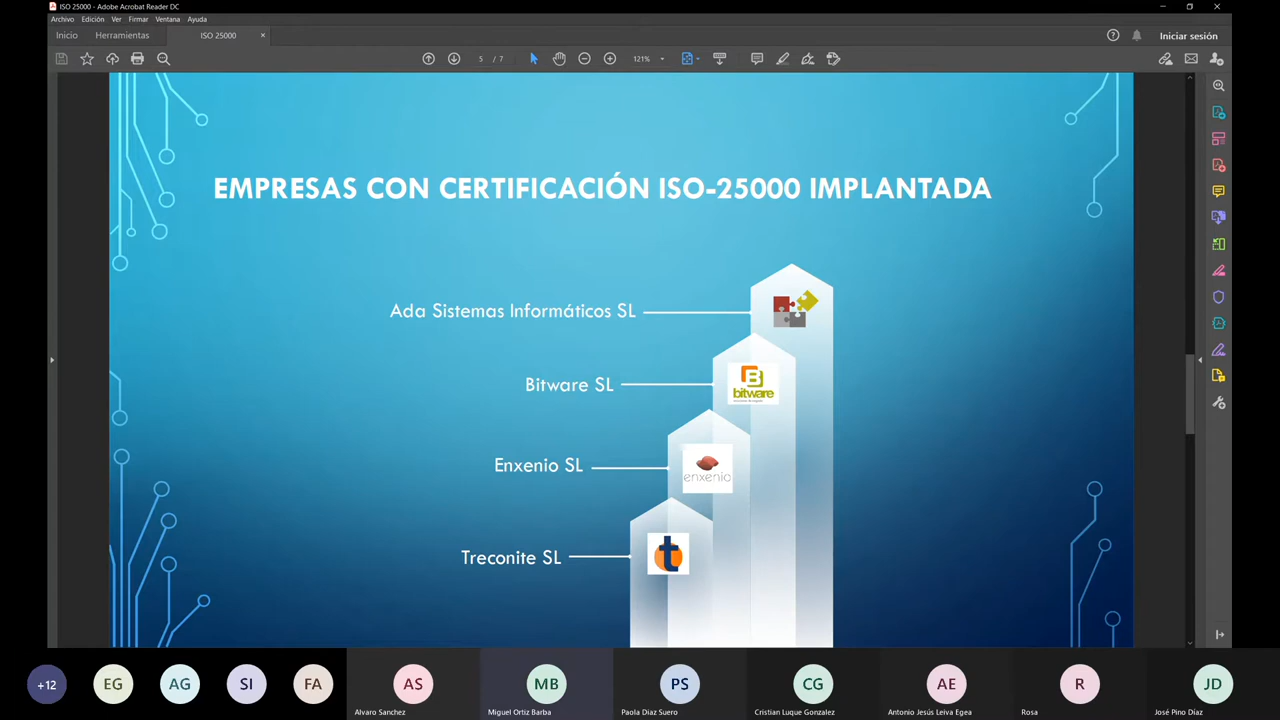 ISO 25000 - Adobe Acrobat Reader DC
Archivo Edición Ver Firmar Ventana Ayuda
Inicio Herramientas ISO 25000 ×
Iniciar sesión
5 / 7 121%
EMPRESAS CON CERTIFICACIÓN ISO-25000 IMPLANTADA
Ada Sistemas Informáticos SL
Bitware SL
B
bitware
Enxenio SL
enxenio
Treconite SL
t
+12 EG AG SI FA AS MB PS CG AE R JD
Alvaro Sanchez Miguel Ortiz Barba Paola Diaz Suero Cristian Luque Gonzalez Antonio Jesús Leiva Egea Rosa José Pino Díaz